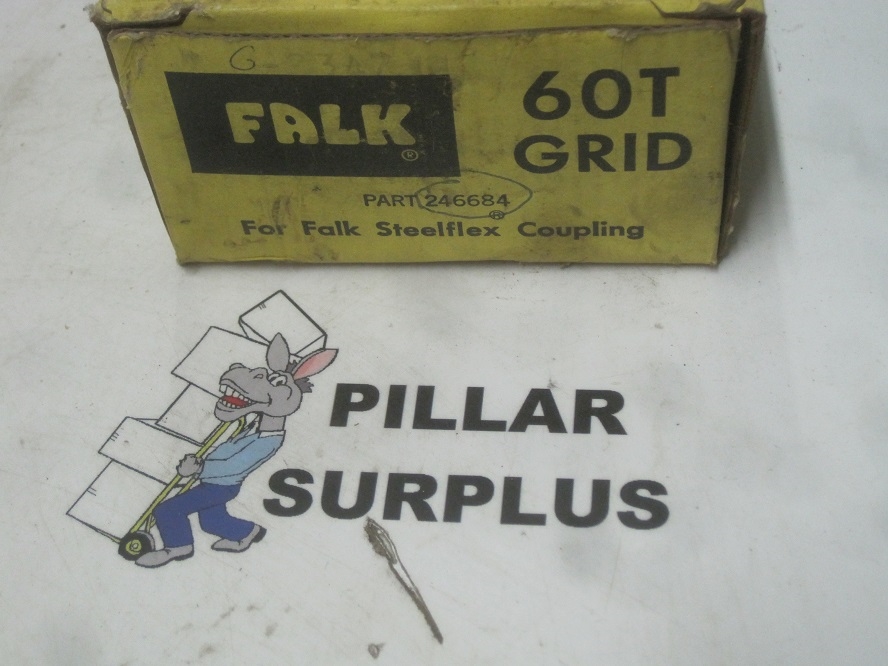 FALK
®
60T
GRID
PART 246684
®
For Falk Steelflex Coupling
PILLAR
SURPLUS